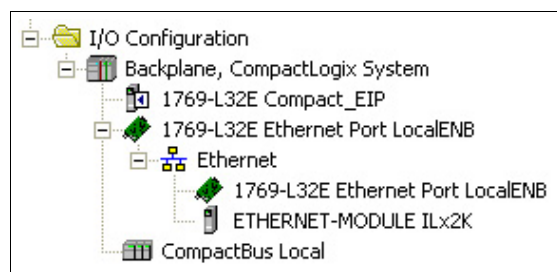 I/O Configuration
Backplane, CompactLogix System
1769-L32E Compact_EIP
1769-L32E Ethernet Port LocalENB
Ethernet
1769-L32E Ethernet Port LocalENB
ETHERNET-MODULE ILx2K
CompactBus Local